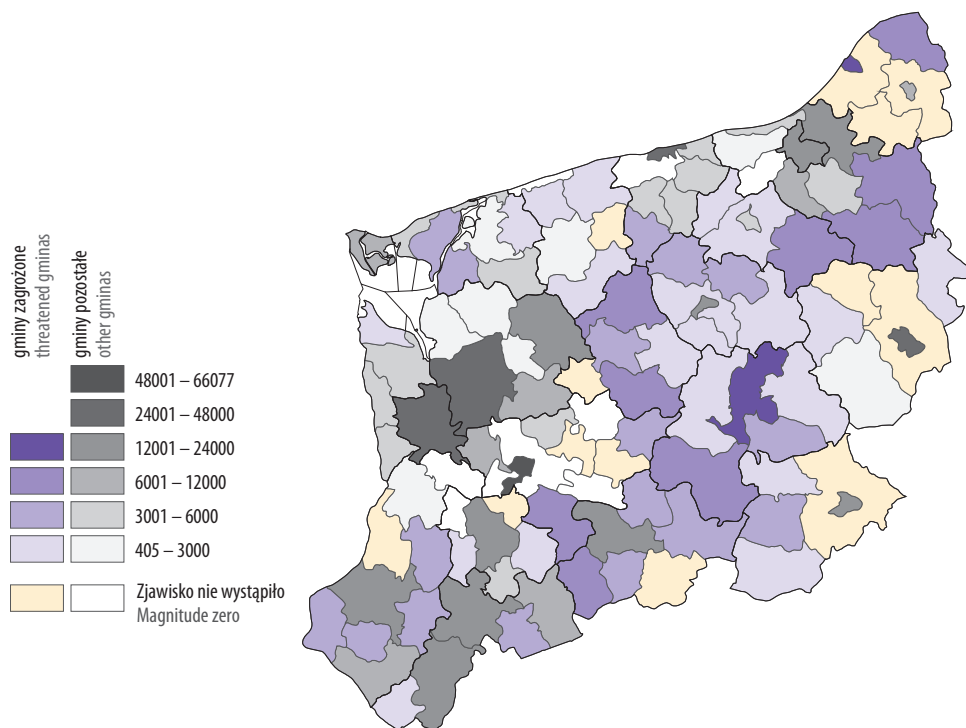 gminy zagrożone
threatened gminas
gminy pozostałe
other gminas
48001 – 66077
24001 – 48000
12001 – 24000
6001 – 12000
3001 – 6000
405 – 3000
Zjawisko nie wystąpiło
Magnitude zero